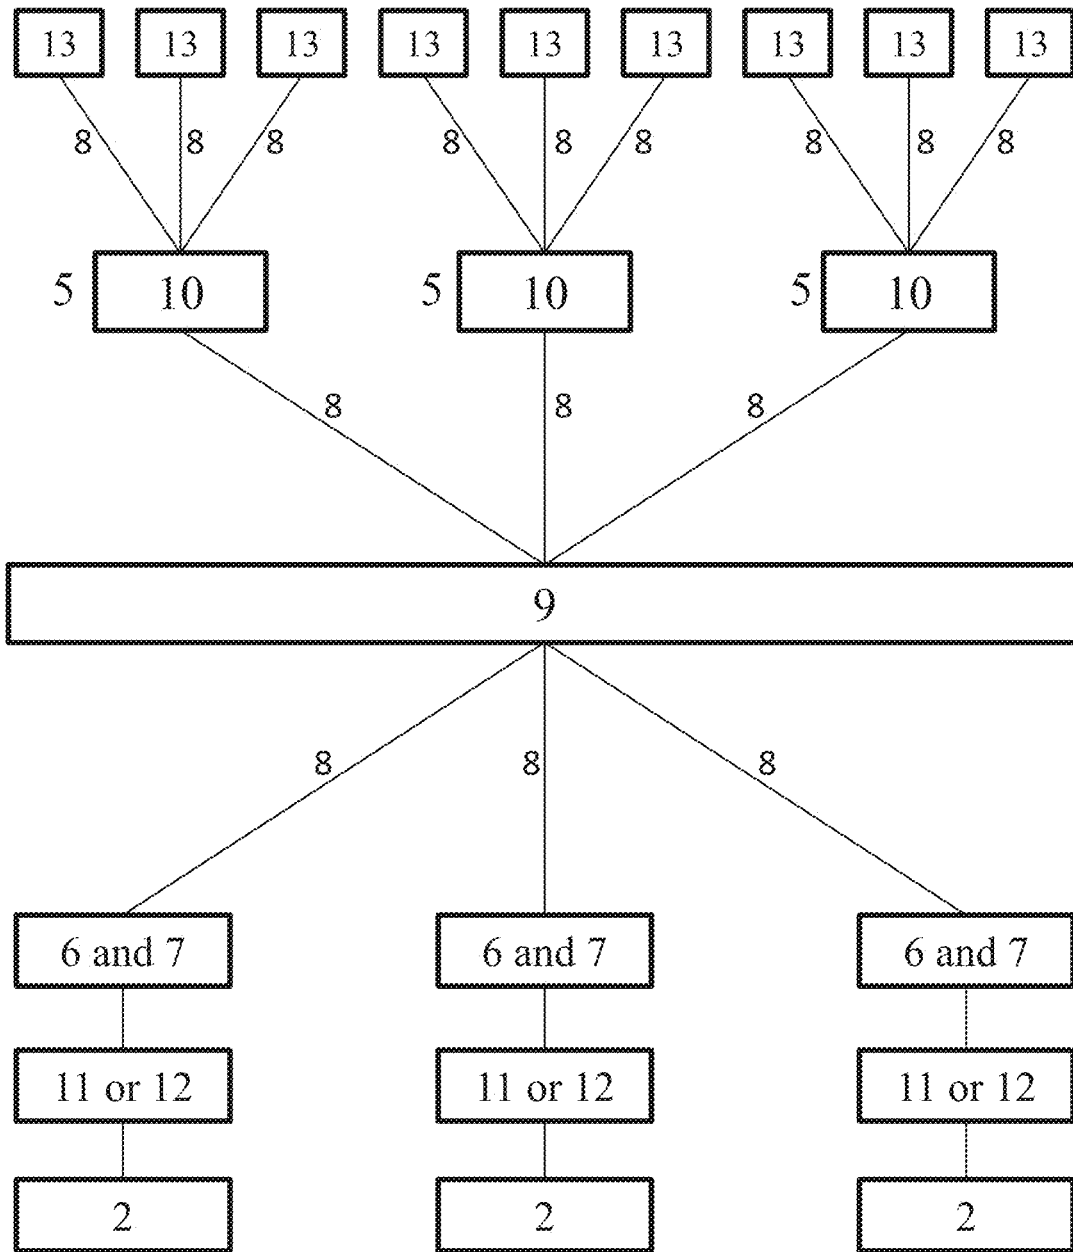 13 13 13 13 13 13 13 13 13
8 8 8 8 8 8 8 8 8
5 10 5 10 5 10
8 8 8
9
8 8 8
6 and 7 6 and 7 6 and 7
11 or 12 11 or 12 11 or 12
2 2 2